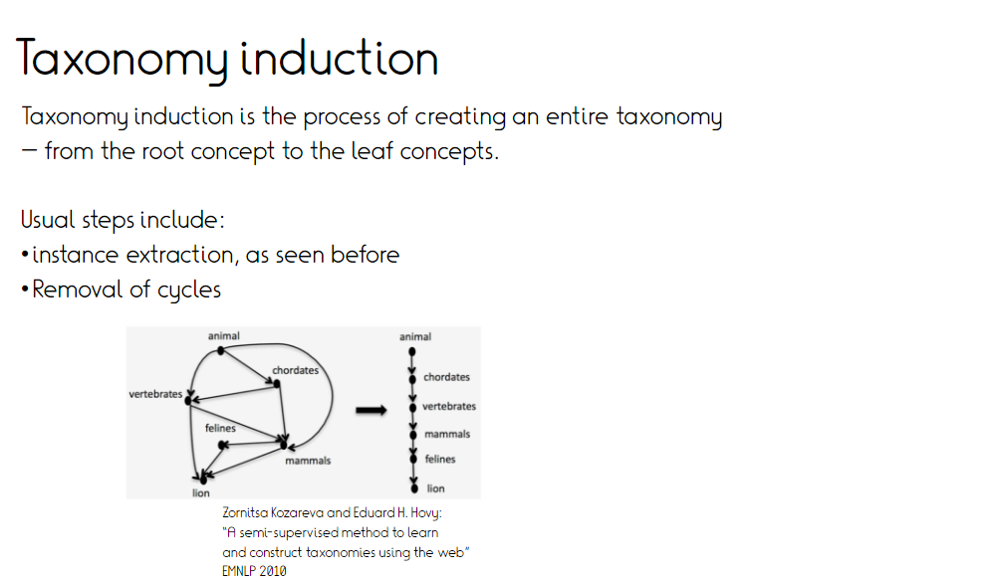 Taxonomy induction
Taxonomy induction is the process of creating an entire taxonomy
– from the root concept to the leaf concepts.
Usual steps include:
•instance extraction, as seen before
•Removal of cycles
animal
chordates
vertebrates
felines
mammals
lion
animal
chordates
vertebrates
mammals
felines
lion
Zornitsa Kozareva and Eduard H. Hovy:
"A semi-supervised method to learn
and construct taxonomies using the web"
EMNLP 2010